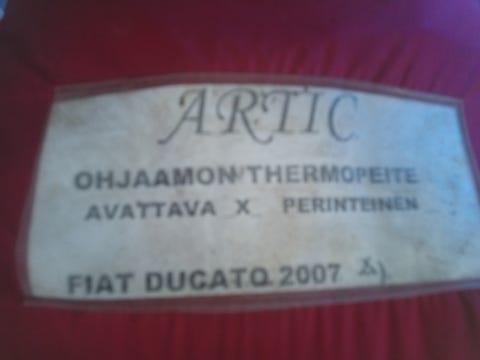 ARTIC
OHJAAMON THERMOPEITE
AVATTAVA X PERINTEINEN
FIAT DUCATO 2007 X)